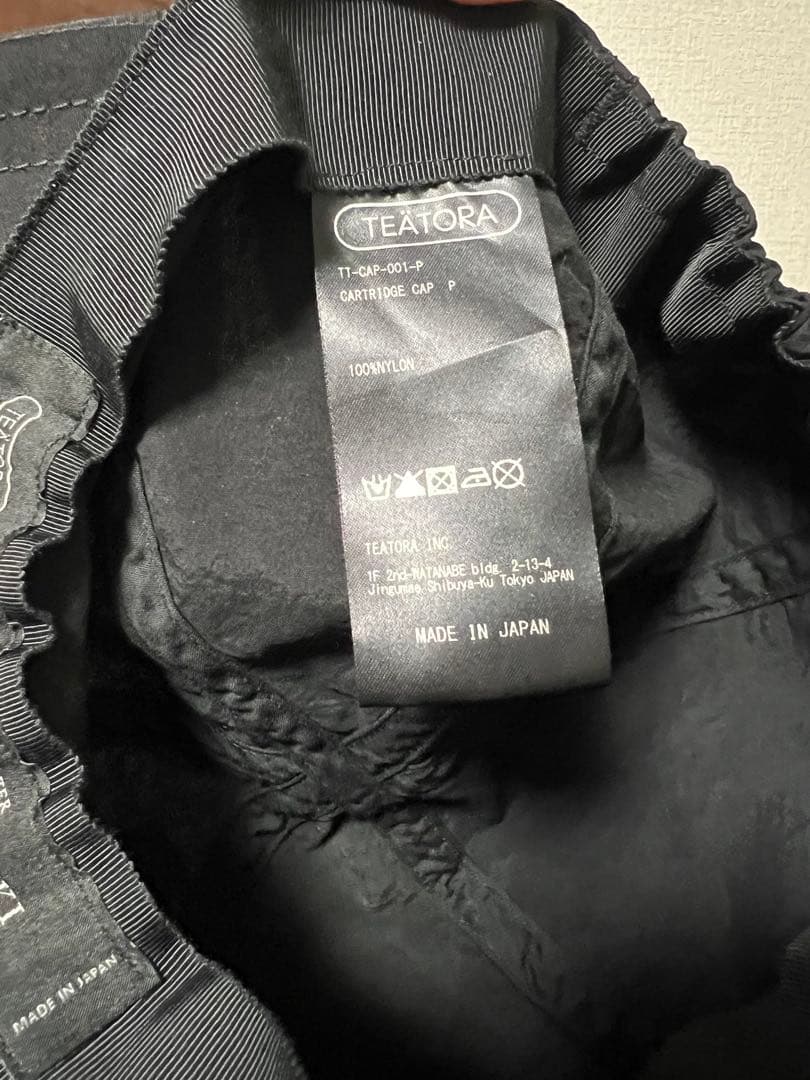 TEÄTORA
TT-CAP-001-P
CARTRIDGE CAP P
100%NYLON
TEATORA INC.
1F 2nd-WATANABE bldg. 2-13-4
Jingumae Shibuya-Ku Tokyo JAPAN
MADE IN JAPAN
MADE IN JAPAN